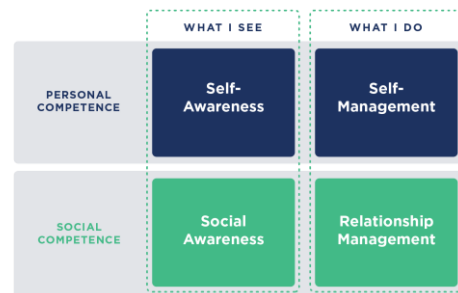 WHAT I SEE
WHAT I DO
PERSONAL
COMPETENCE
Self-
Awareness
Self-
Management
SOCIAL
COMPETENCE
Social
Awareness
Relationship
Management